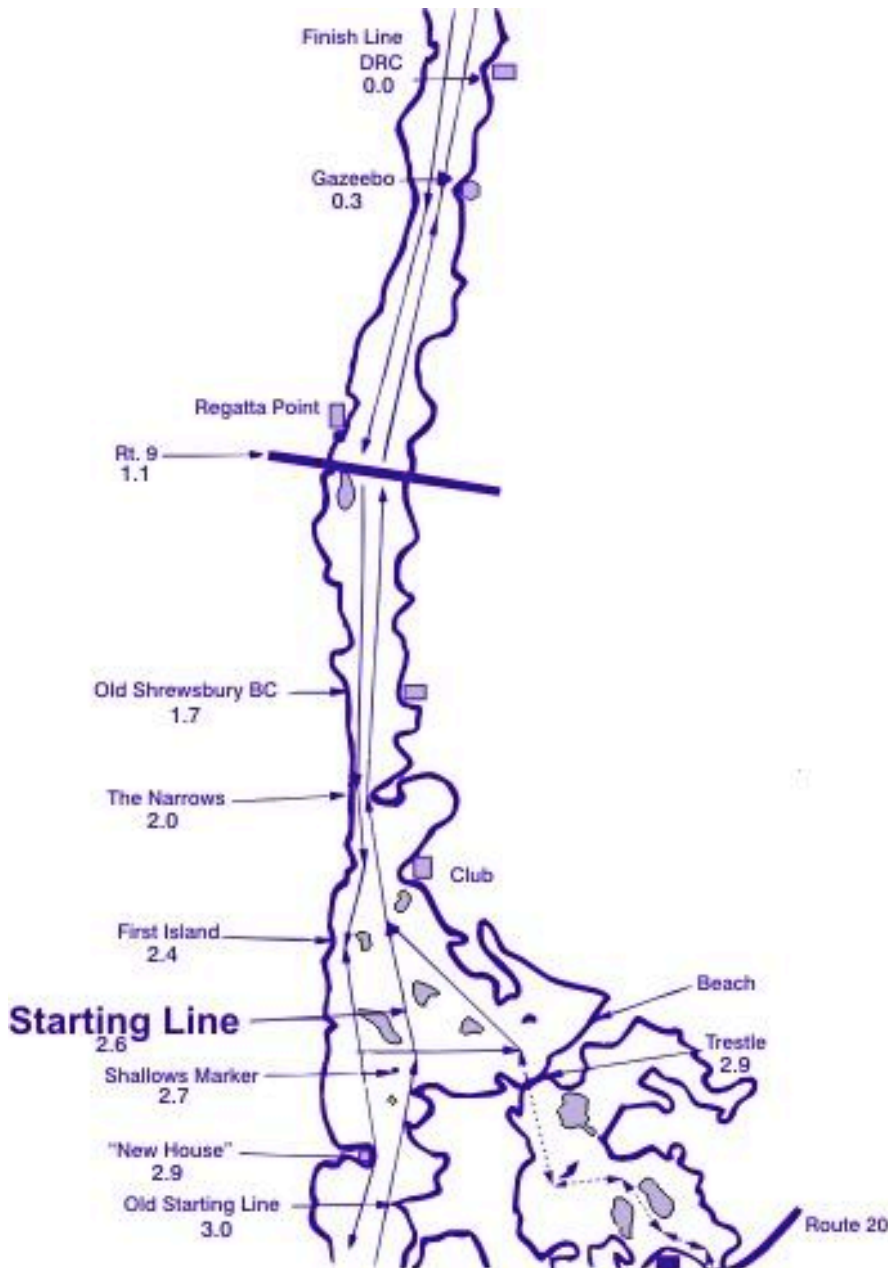 Finish Line
DRC
0.0
Gazeebo
0.3
Regatta Point
Rt. 9
1.1
Old Shrewsbury BC
1.7
The Narrows
2.0
Club
First Island
2.4
Beach
Starting Line
2.6
Trestle
2.9
Shallows Marker
2.7
"New House"
2.9
Old Starting Line
3.0
Route 20